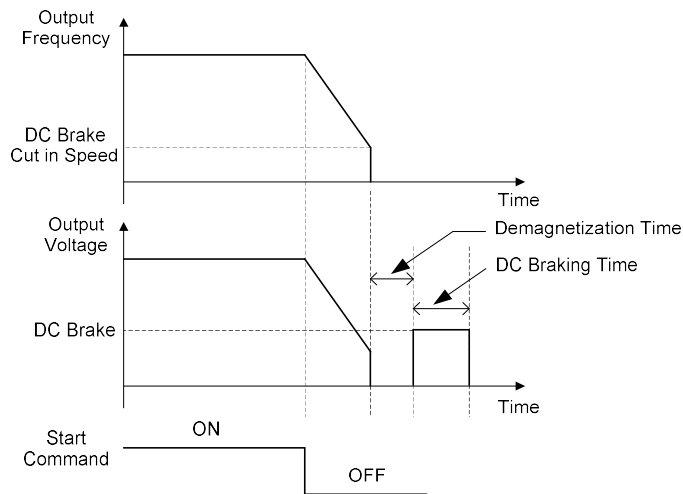 Output
Frequency
DC Brake
Cut in Speed
Time
Output
Voltage
Demagnetization Time
DC Braking Time
DC Brake
Time
Start
Command
ON
OFF